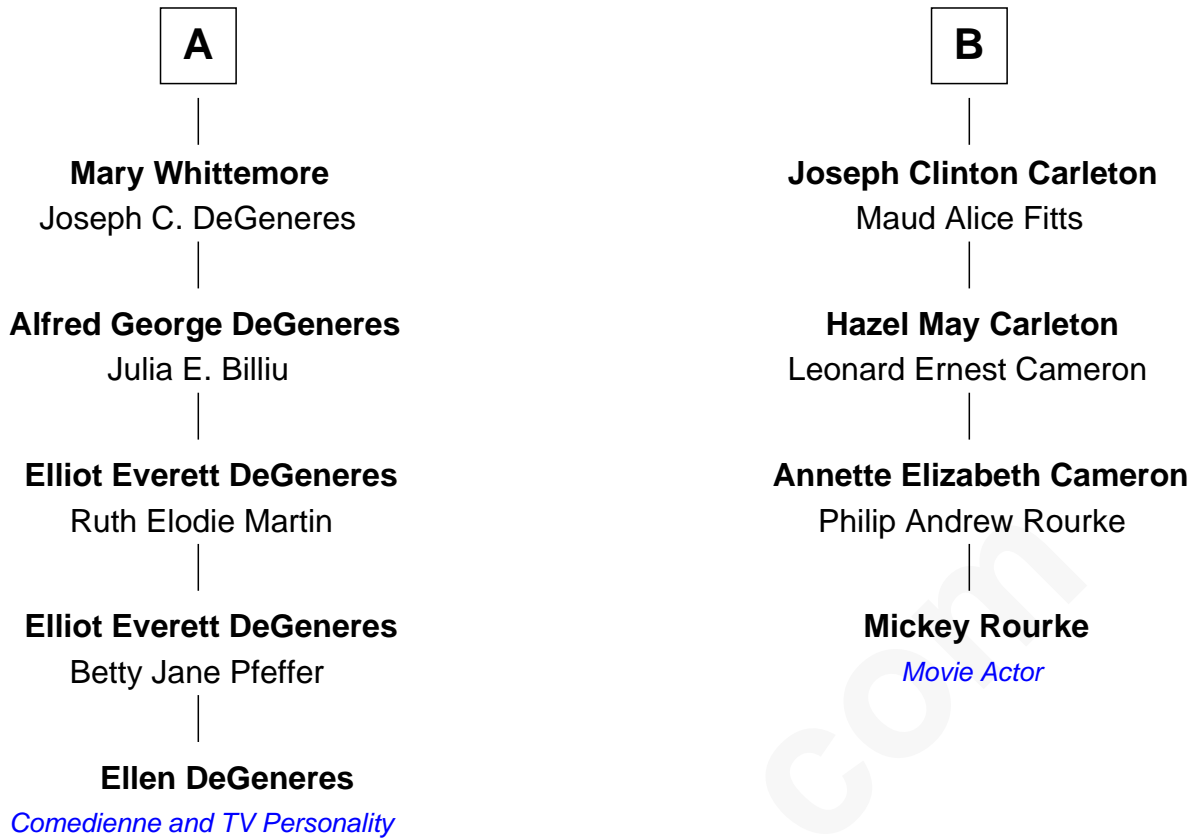 A
Mary Whittemore
Joseph C. DeGeneres
Alfred George DeGeneres
Julia E. Billiu
Elliot Everett DeGeneres
Ruth Elodie Martin
Elliot Everett DeGeneres
Betty Jane Pfeffer
Ellen DeGeneres
Comedienne and TV Personality
B
Joseph Clinton Carleton
Maud Alice Fitts
Hazel May Carleton
Leonard Ernest Cameron
Annette Elizabeth Cameron
Philip Andrew Rourke
Mickey Rourke
Movie Actor
com